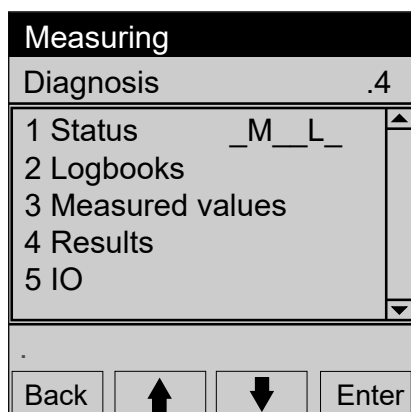 Measuring
Diagnosis .4
1 Status _M__L_
2 Logbooks
3 Measured values
4 Results
5 IO
.
Back Enter